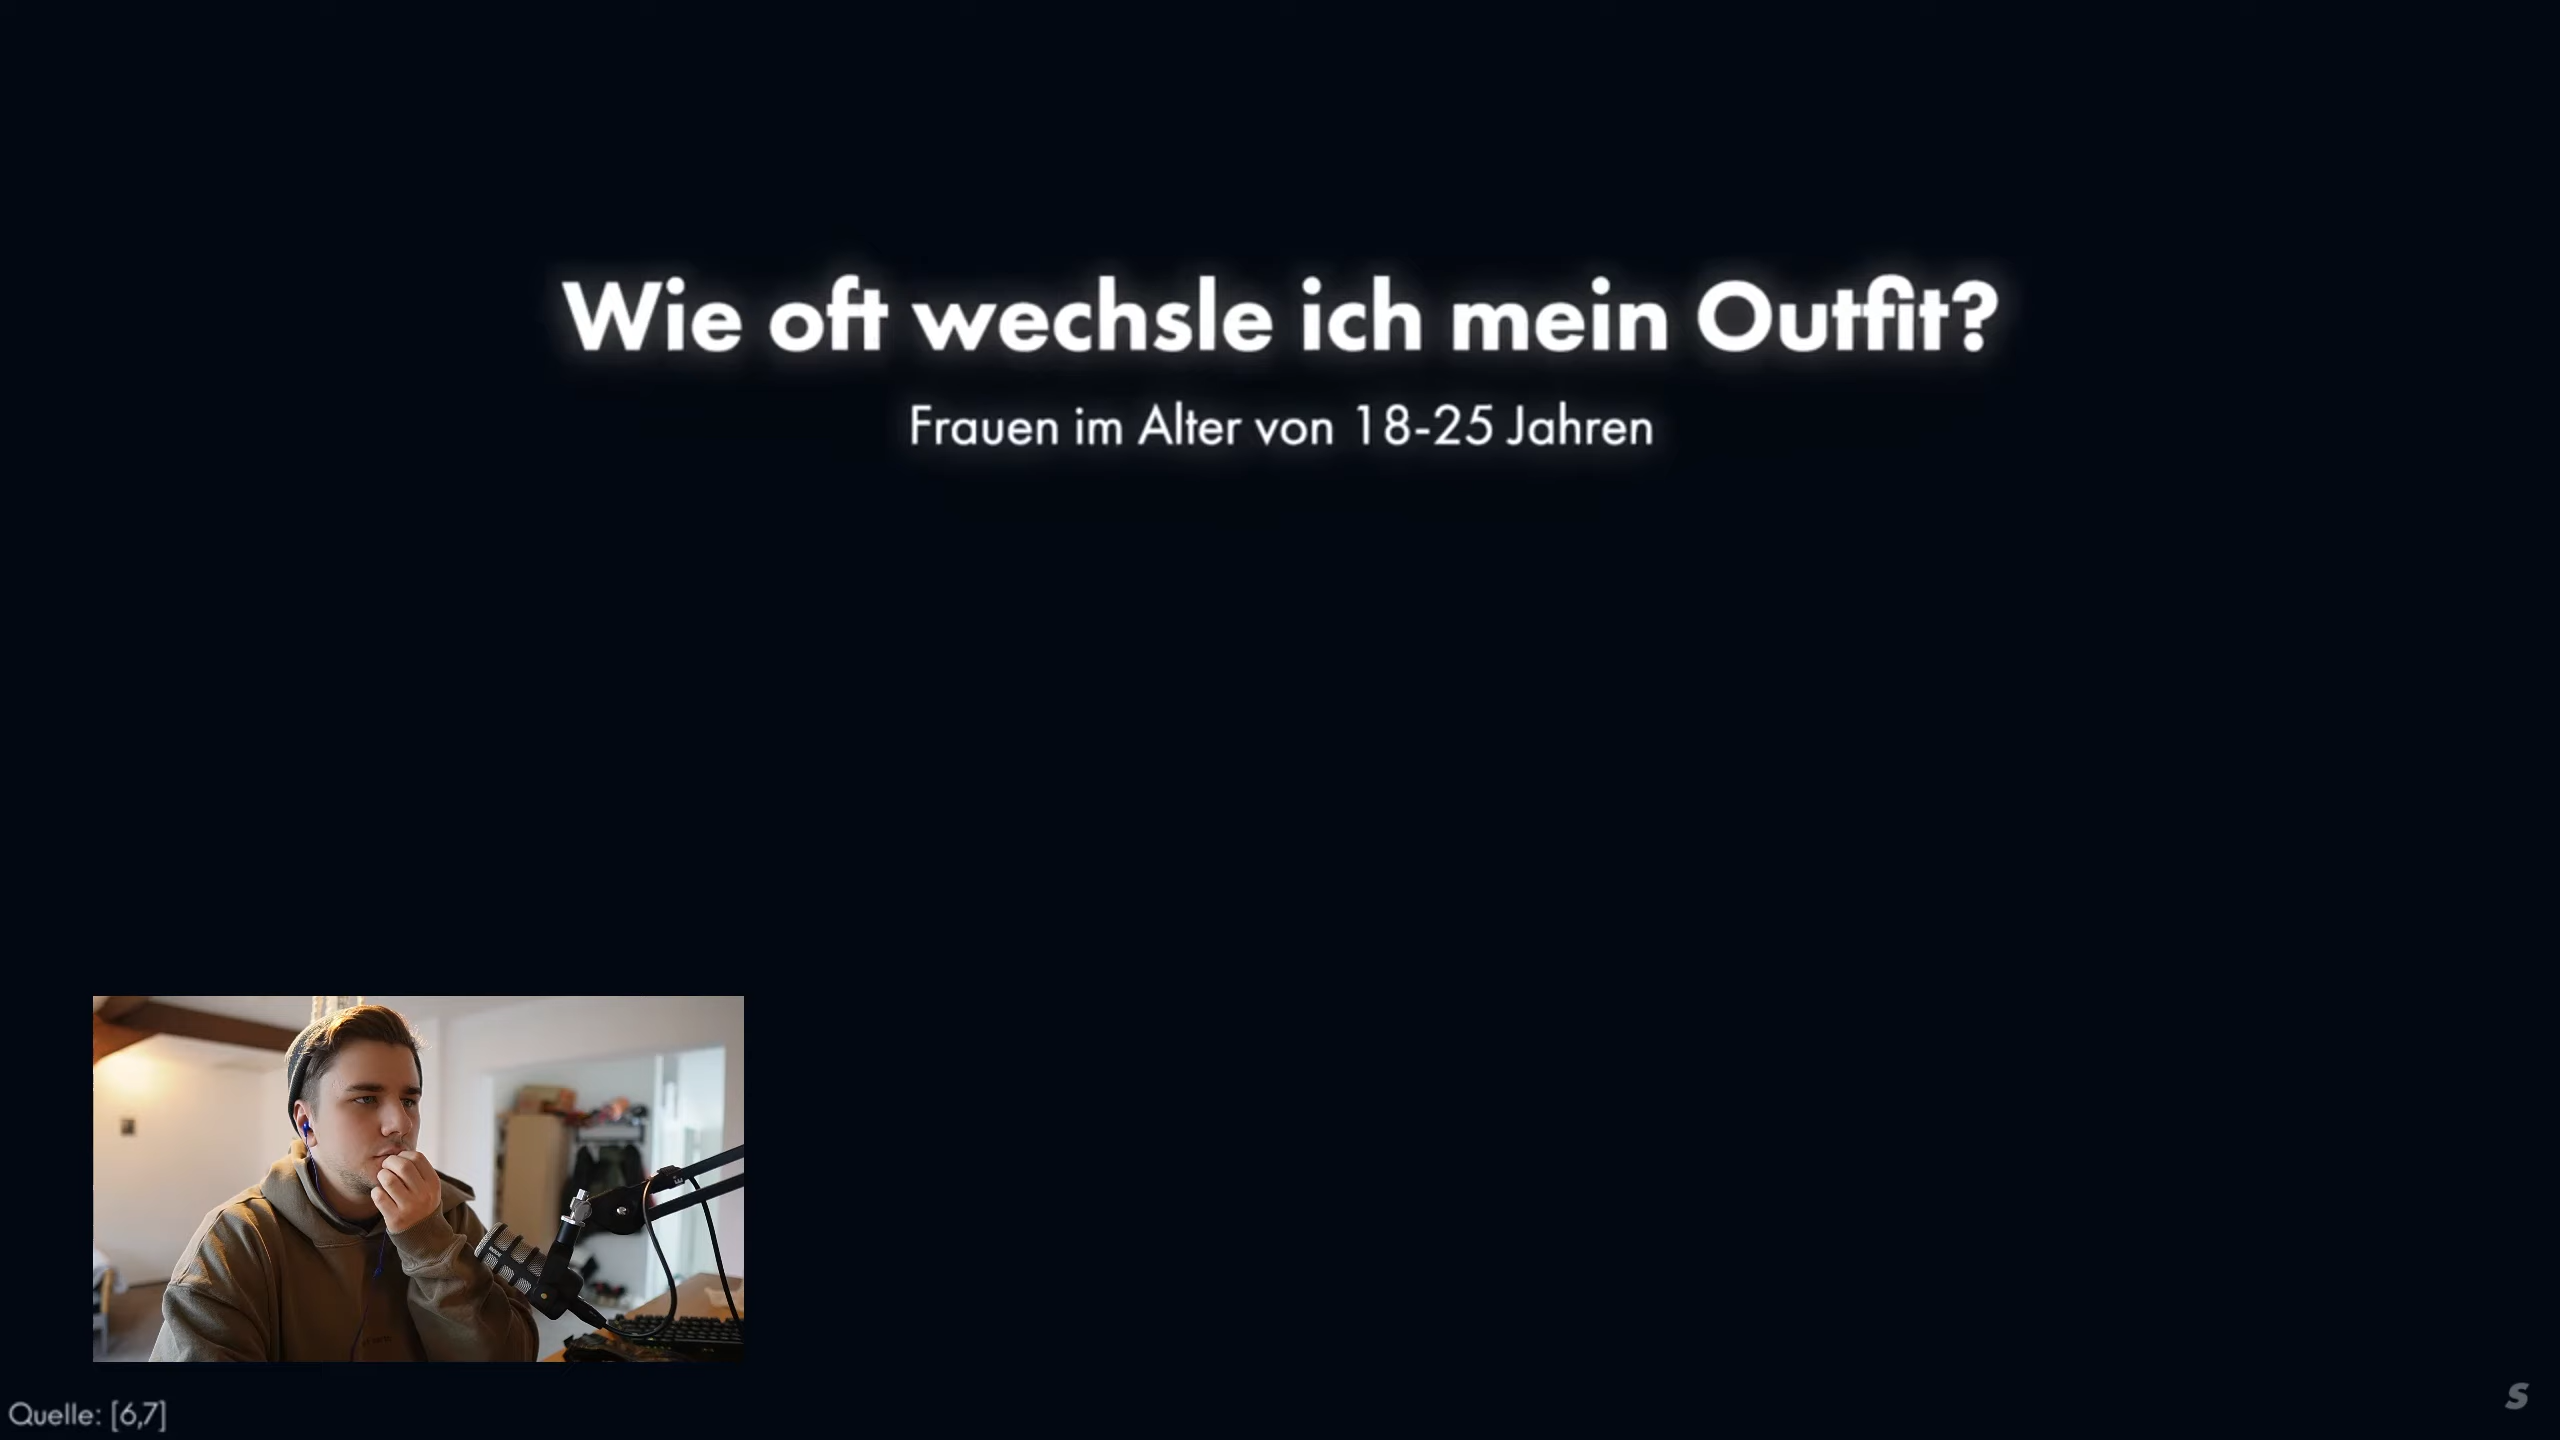 Wie oft wechsle ich mein Outfit?
Frauen im Alter von 18-25 Jahren
Quelle: [6,7]
S